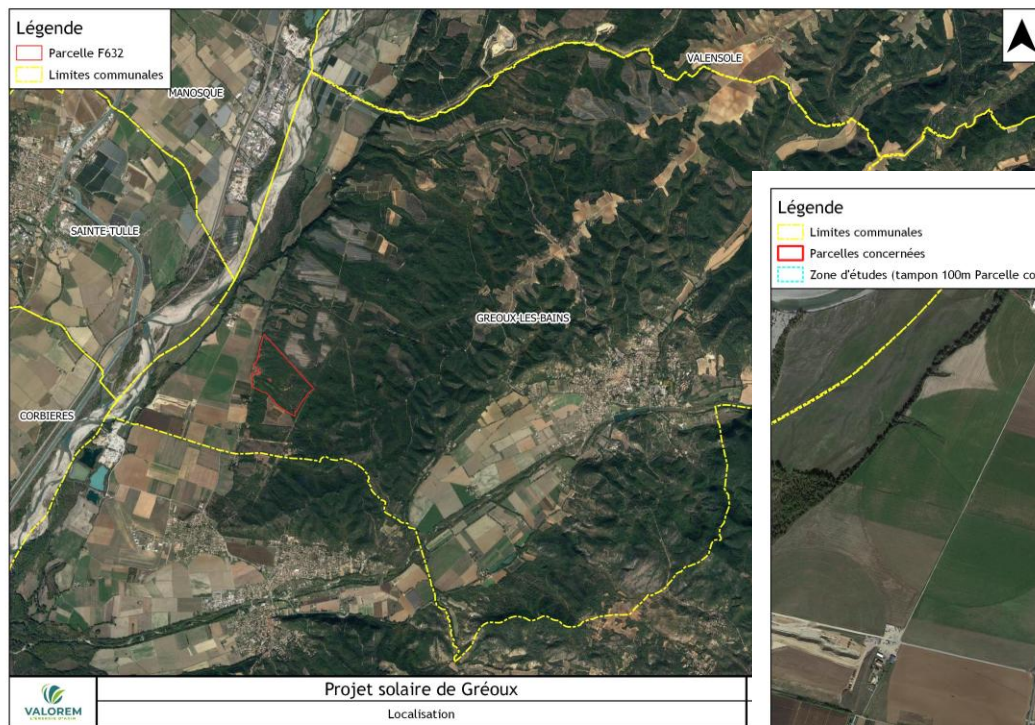 Légende
Parcelle F632
Limites communales
VALENSOLE
MANOSQUE
SAINTE-TULLE
GREOUX-LES-BAINS
CORBIERES
VALOREM
Projet solaire de Gréoux
Localisation
Légende
Limites communales
Parcelles concernées
Zone d'études (tampon 100m Parcelle co